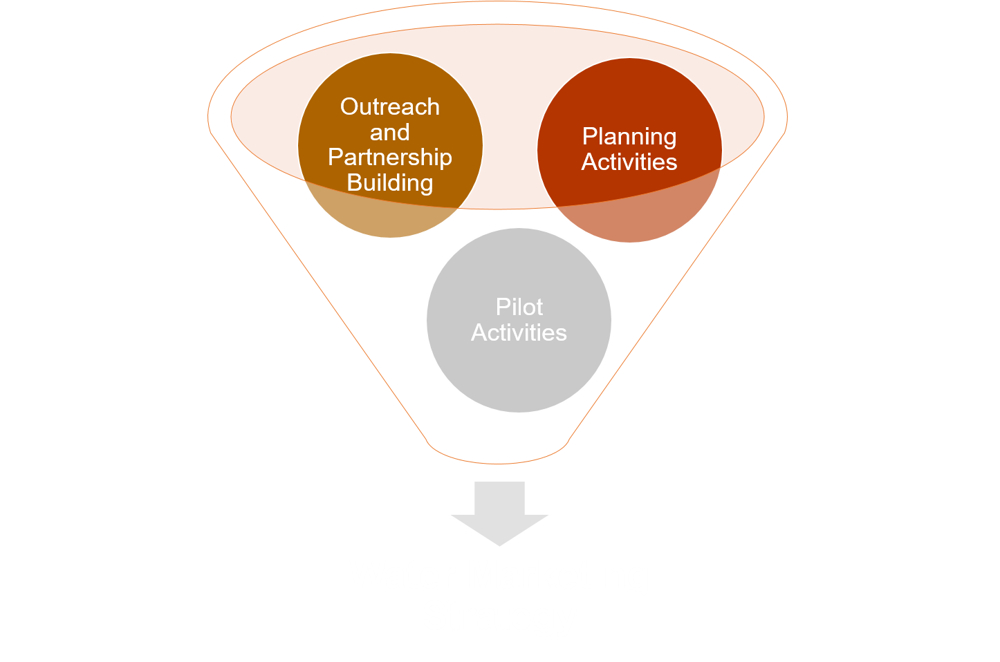 Outreach
and
Partnership
Building
Planning
Activities
Pilot
Activities